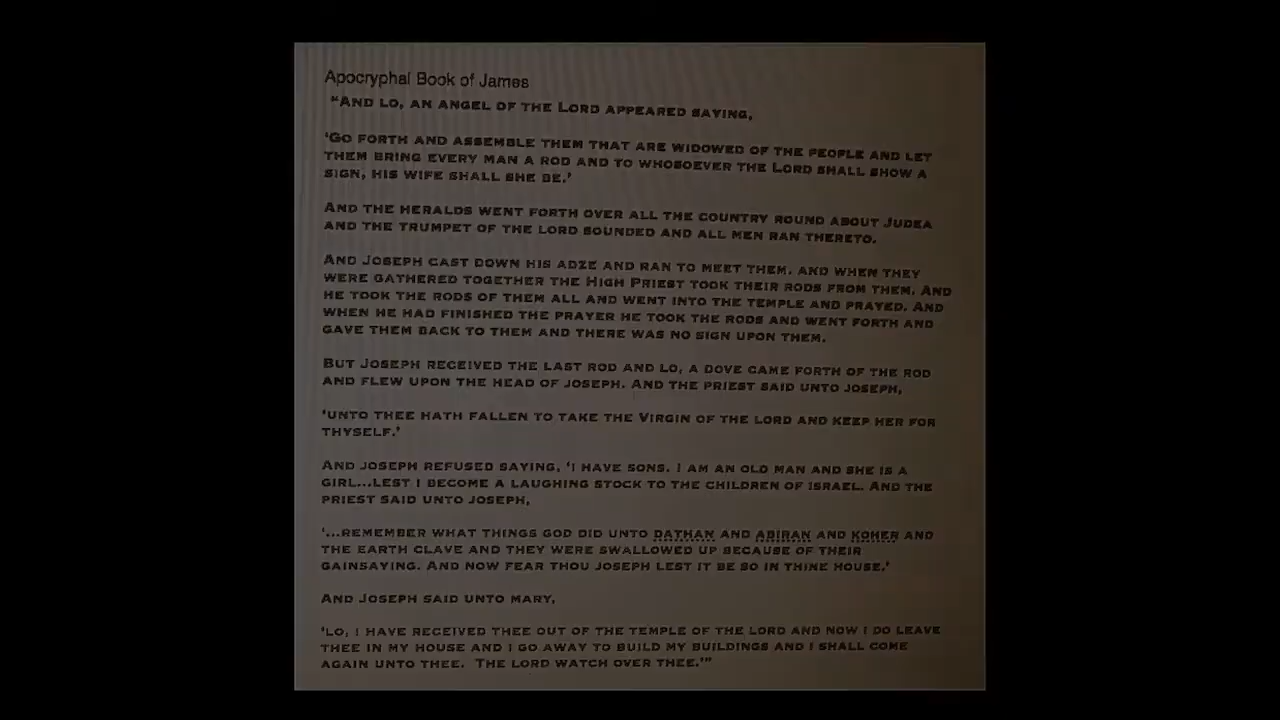 Apocryphal Book of James
"AND LO, AN ANGEL OF THE LORD APPEARED SAYING,
'GO FORTH AND ASSEMBLE THEM THAT ARE WIDOWED OF THE PEOPLE AND LET
THEM BRING EVERY MAN A ROD AND TO WHOSOEVER THE LORD SHALL SHOW A
SIGN, HIS WIFE SHALL SHE BE.'
AND THE HERALDS WENT FORTH OVER ALL THE COUNTRY ROUND ABOUT JUDEA
AND THE TRUMPET OF THE LORD SOUNDED AND ALL MEN RAN THERETO.
AND JOSEPH CAST DOWN HIS ADZE AND RAN TO MEET THEM. AND WHEN THEY
WERE GATHERED TOGETHER THE HIGH PRIEST TOOK THEIR RODS FROM THEM. AND
HE TOOK THE RODS OF THEM ALL AND WENT INTO THE TEMPLE AND PRAYED. AND
WHEN HE HAD FINISHED THE PRAYER HE TOOK THE RODS AND WENT FORTH AND
GAVE THEM BACK TO THEM AND THERE WAS NO SIGN UPON THEM.
BUT JOSEPH RECEIVED THE LAST ROD AND LO, A DOVE CAME FORTH OF THE ROD
AND FLEW UPON THE HEAD OF JOSEPH. AND THE PRIEST SAID UNTO JOSEPH,
'UNTO THEE HATH FALLEN TO TAKE THE VIRGIN OF THE LORD AND KEEP HER FOR
THYSELF.'
AND JOSEPH REFUSED SAYING, 'I HAVE SONS. I AM AN OLD MAN AND SHE IS A
GIRL...LEST I BECOME A LAUGHING STOCK TO THE CHILDREN OF ISRAEL. AND THE
PRIEST SAID UNTO JOSEPH,
'...REMEMBER WHAT THINGS GOD DID UNTO DATHAN AND ABIRAN AND KOHER AND
THE EARTH CLAVE AND THEY WERE SWALLOWED UP BECAUSE OF THEIR
GAINSAYING. AND NOW FEAR THOU JOSEPH LEST IT BE SO IN THINE HOUSE.'
AND JOSEPH SAID UNTO MARY,
'LO, I HAVE RECEIVED THEE OUT OF THE TEMPLE OF THE LORD AND NOW I DO LEAVE
THEE IN MY HOUSE AND I GO AWAY TO BUILD MY BUILDINGS AND I SHALL COME
AGAIN UNTO THEE. THE LORD WATCH OVER THEE.'"